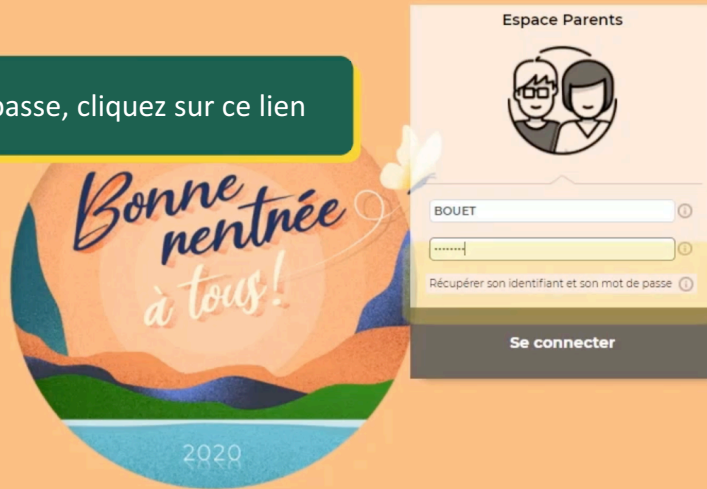 Espace Parents
passe, cliquez sur ce lien
Bonne
rentrée
à tous!
2020
BOUET
Récupérer son identifiant et son mot de passe
Se connecter